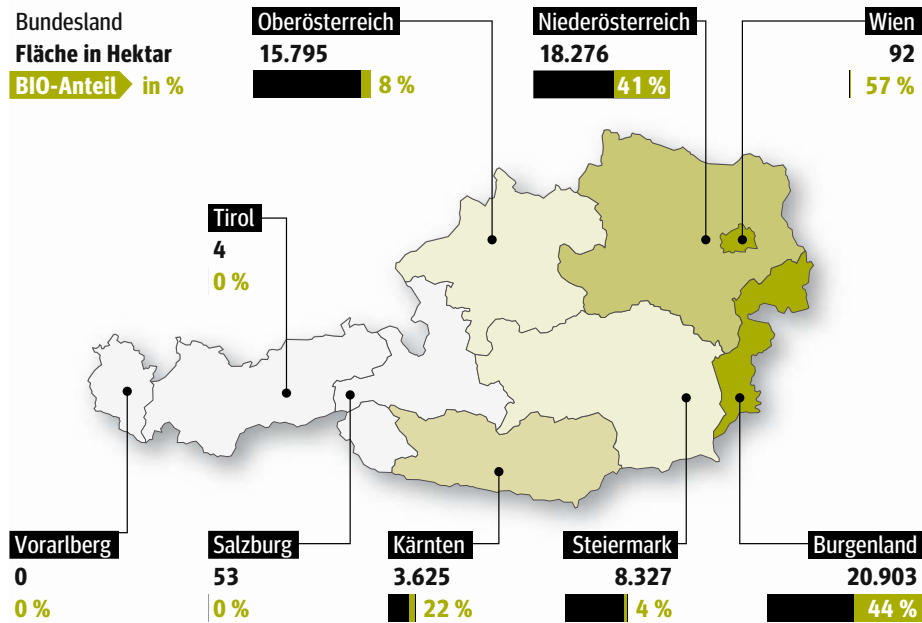 Bundesland
Fläche in Hektar
BIO-Anteil in %
Oberösterreich
15.795
8 %
Niederösterreich
18.276
41 %
Wien
92
57 %
Tirol
4
0 %
Vorarlberg
0
0 %
Salzburg
53
0 %
Kärnten
3.625
22 %
Steiermark
8.327
4 %
Burgenland
20.903
44 %